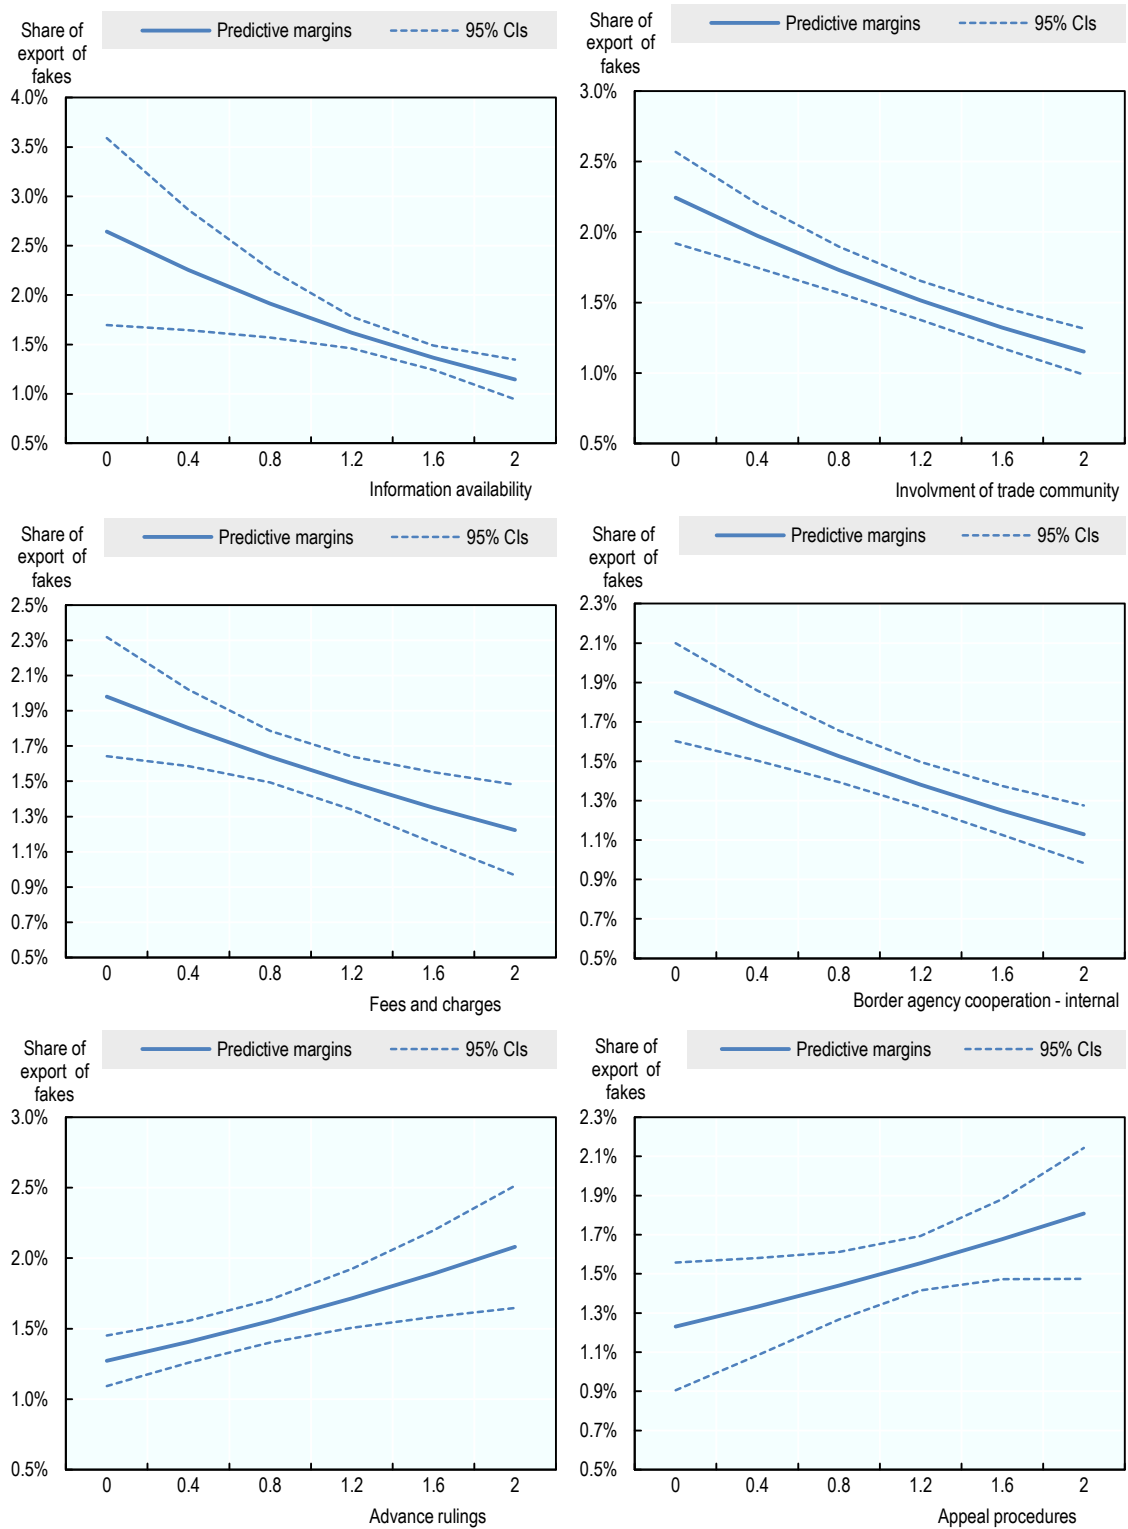 Share of
export of
fakes
Predictive margins
95% CIs
4.0%
3.5%
3.0%
2.5%
2.0%
1.5%
1.0%
0.5%
0 0.4 0.8 1.2 1.6 2
Information availability
Share of
export of
fakes
Predictive margins
95% CIs
3.0%
2.5%
2.0%
1.5%
1.0%
0.5%
0 0.4 0.8 1.2 1.6 2
Involvment of trade community
Share of
export of
fakes
Predictive margins
95% CIs
2.5%
2.3%
2.1%
1.9%
1.7%
1.5%
1.3%
1.1%
0.9%
0.7%
0.5%
0 0.4 0.8 1.2 1.6 2
Fees and charges
Share of
export of
fakes
Predictive margins
95% CIs
2.3%
2.1%
1.9%
1.7%
1.5%
1.3%
1.1%
0.9%
0.7%
0.5%
0 0.4 0.8 1.2 1.6 2
Border agency cooperation - internal
Share of
export of
fakes
Predictive margins
95% CIs
3.0%
2.5%
2.0%
1.5%
1.0%
0.5%
0 0.4 0.8 1.2 1.6 2
Advance rulings
Share of
export of
fakes
Predictive margins
95% CIs
2.3%
2.1%
1.9%
1.7%
1.5%
1.3%
1.1%
0.9%
0.7%
0.5%
0 0.4 0.8 1.2 1.6 2
Appeal procedures